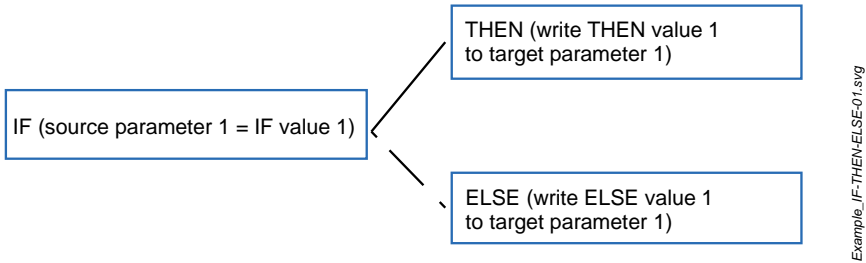 THEN (write THEN value 1
to target parameter 1)
IF (source parameter 1 = IF value 1)
ELSE (write ELSE value 1
to target parameter 1)
Example_IF-THEN-ELSE-01.svg